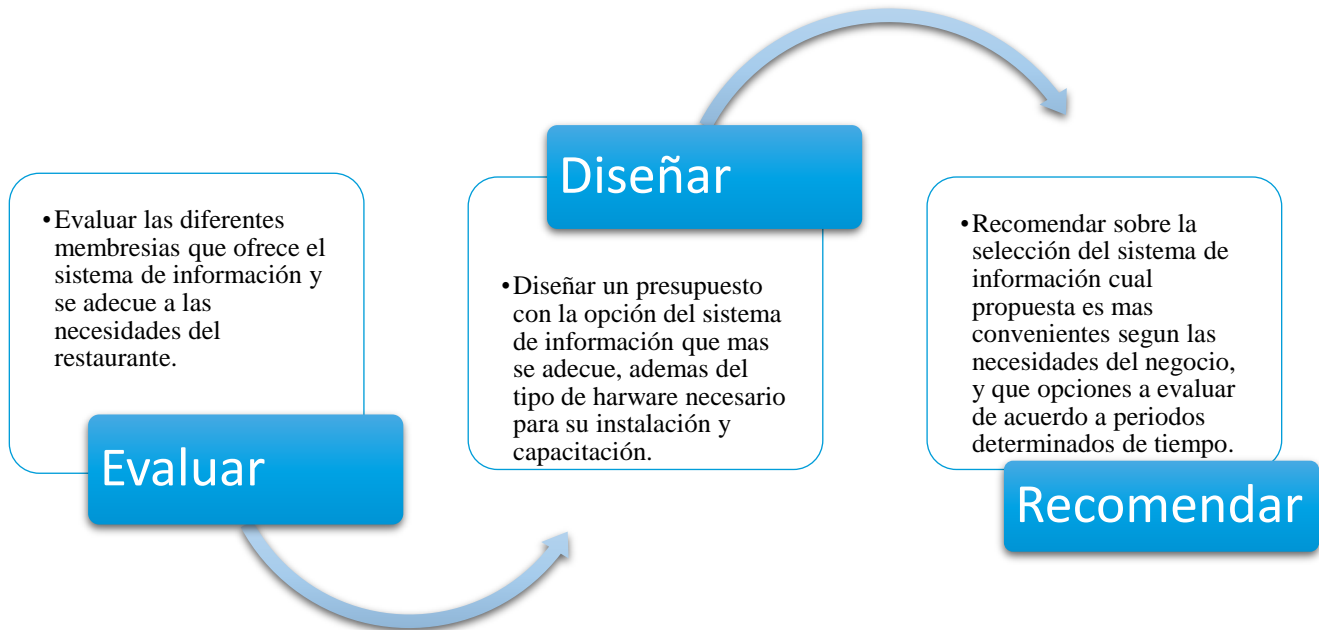 •Evaluar las diferentes
membresias que ofrece el
sistema de información y
se adecue a las
necesidades del
restaurante.
Evaluar
Diseñar
•Diseñar un presupuesto
con la opción del sistema
de información que mas
se adecue, ademas del
tipo de harware necesario
para su instalación y
capacitación.
•Recomendar sobre la
selección del sistema de
información cual
propuesta es mas
convenientes segun las
necesidades del negocio,
y que opciones a evaluar
de acuerdo a periodos
determinados de tiempo.
Recomendar